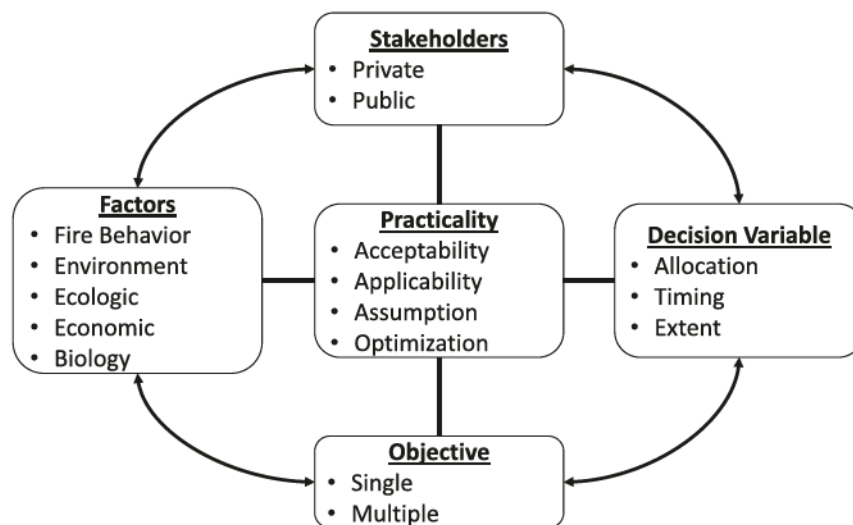 Stakeholders
• Private
• Public
Factors
• Fire Behavior
• Environment
• Ecologic
• Economic
• Biology
Practicality
• Acceptability
• Applicability
• Assumption
• Optimization
Decision Variable
• Allocation
• Timing
• Extent
Objective
• Single
• Multiple